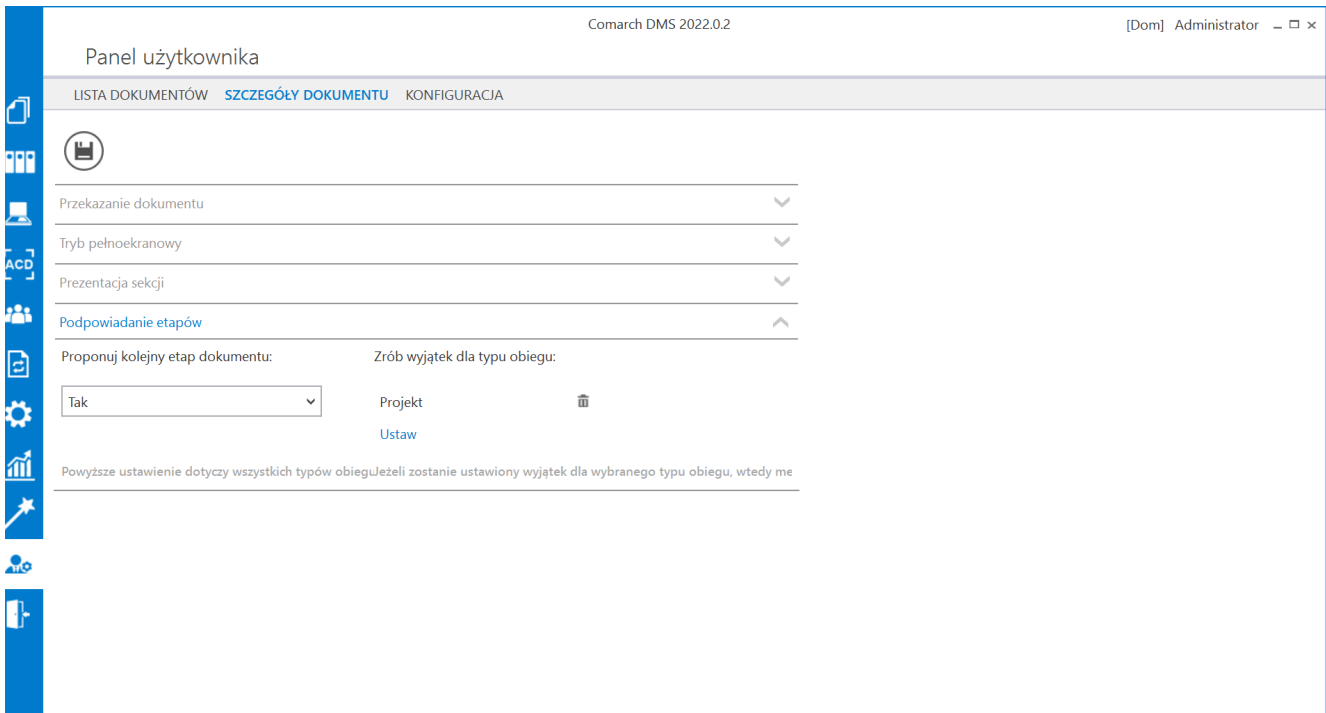 Comarch DMS 2022.0.2
[Dom] Administrator
Panel użytkownika
LISTA DOKUMENTÓW SZCZEGÓŁY DOKUMENTU KONFIGURACJA
ACD
Przekazanie dokumentu
Tryb pełnoekranowy
Prezentacja sekcji
Podpowiadanie etapów
Proponuj kolejny etap dokumentu: Zrób wyjątek dla typu obiegu:
Tak Projekt
Ustaw
Powyższe ustawienie dotyczy wszystkich typów obieguJeżeli zostanie ustawiony wyjątek dla wybranego typu obiegu, wtedy me